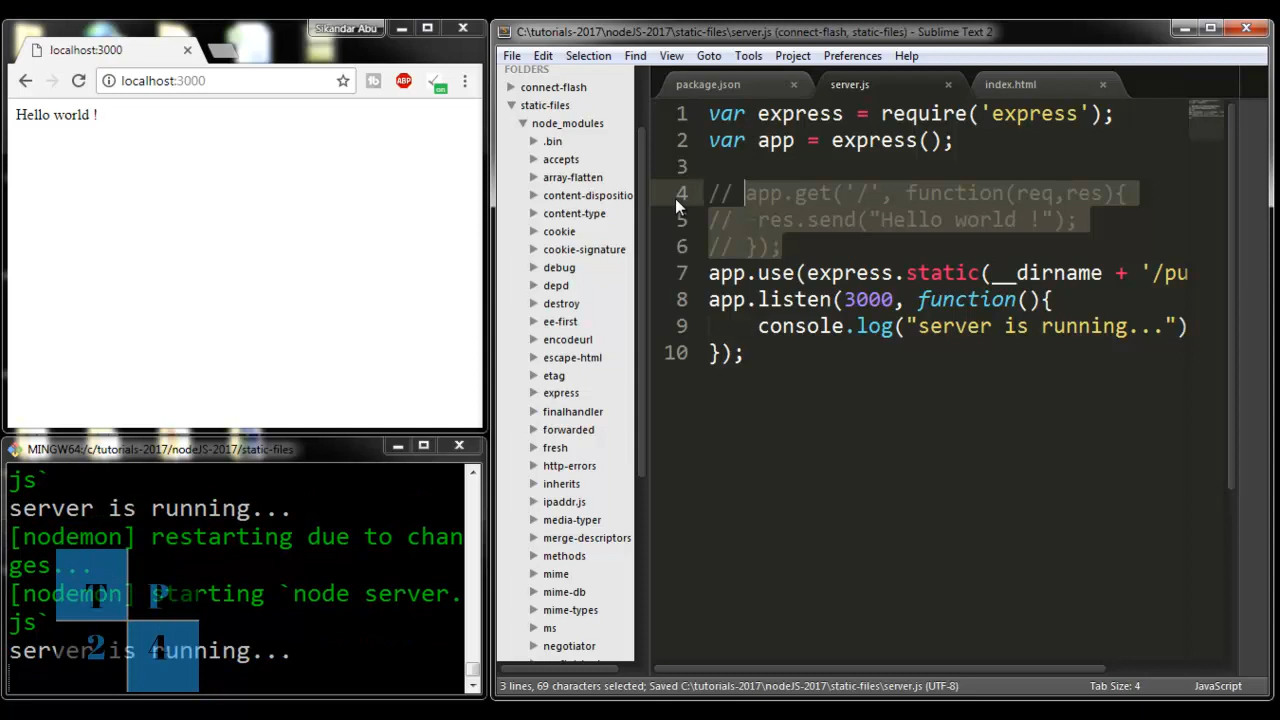 Sikandar Abu
localhost:3000
localhost:3000
Hello world !
MINGW64:/c/tutorials-2017/nodeJS-2017/static-files
js`
server is running...
[nodemon] restarting due to chan
ges...
[nodemon] starting `node server.
js`
server is running...
T P
2 4
C:\tutorials-2017\nodeJS-2017\static-files\server.js (connect-flash, static-files) - Sublime Text 2
File Edit Selection Find View Goto Tools Project Preferences Help
FOLDERS
connect-flash
static-files
node_modules
.bin
accepts
array-flatten
content-dispositio
content-type
cookie
cookie-signature
debug
depd
destroy
ee-first
encodeurl
escape-html
etag
express
finalhandler
forwarded
fresh
http-errors
inherits
ipaddr.js
media-typer
merge-descriptors
methods
mime
mime-db
mime-types
ms
negotiator
package.json server.js index.html
1 var express = require('express');
2 var app = express();
3
4 // app.get('/', function(req,res){
5 //  res.send("Hello world !");
6 // });
7 app.use(express.static(__dirname + '/pu
8 app.listen(3000, function(){
9     console.log("server is running...")
10 });
3 lines, 69 characters selected; Saved C:\tutorials-2017\nodeJS-2017\static-files\server.js (UTF-8) Tab Size: 4 JavaScript